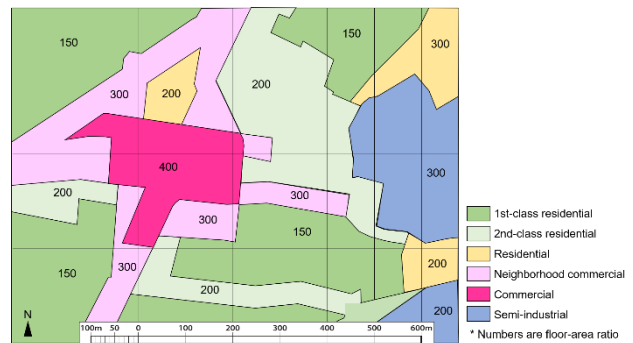 150
150
300
200
300
200
400
300
200
300
300
150
150
300
200
200
200
N
100m 50 0 100 200 300 400 500 600m
1st-class residential
2nd-class residential
Residential
Neighborhood commercial
Commercial
Semi-industrial
* Numbers are floor-area ratio